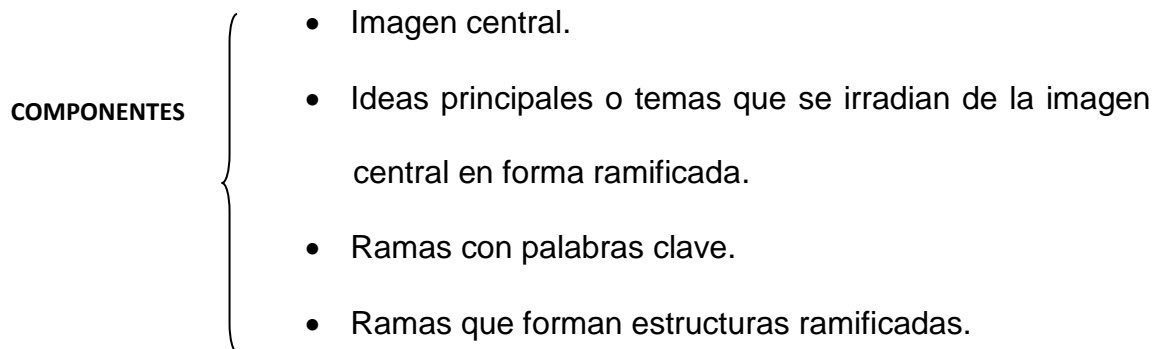 • Imagen central.
COMPONENTES
• Ideas principales o temas que se irradian de la imagen
central en forma ramificada.
• Ramas con palabras clave.
• Ramas que forman estructuras ramificadas.